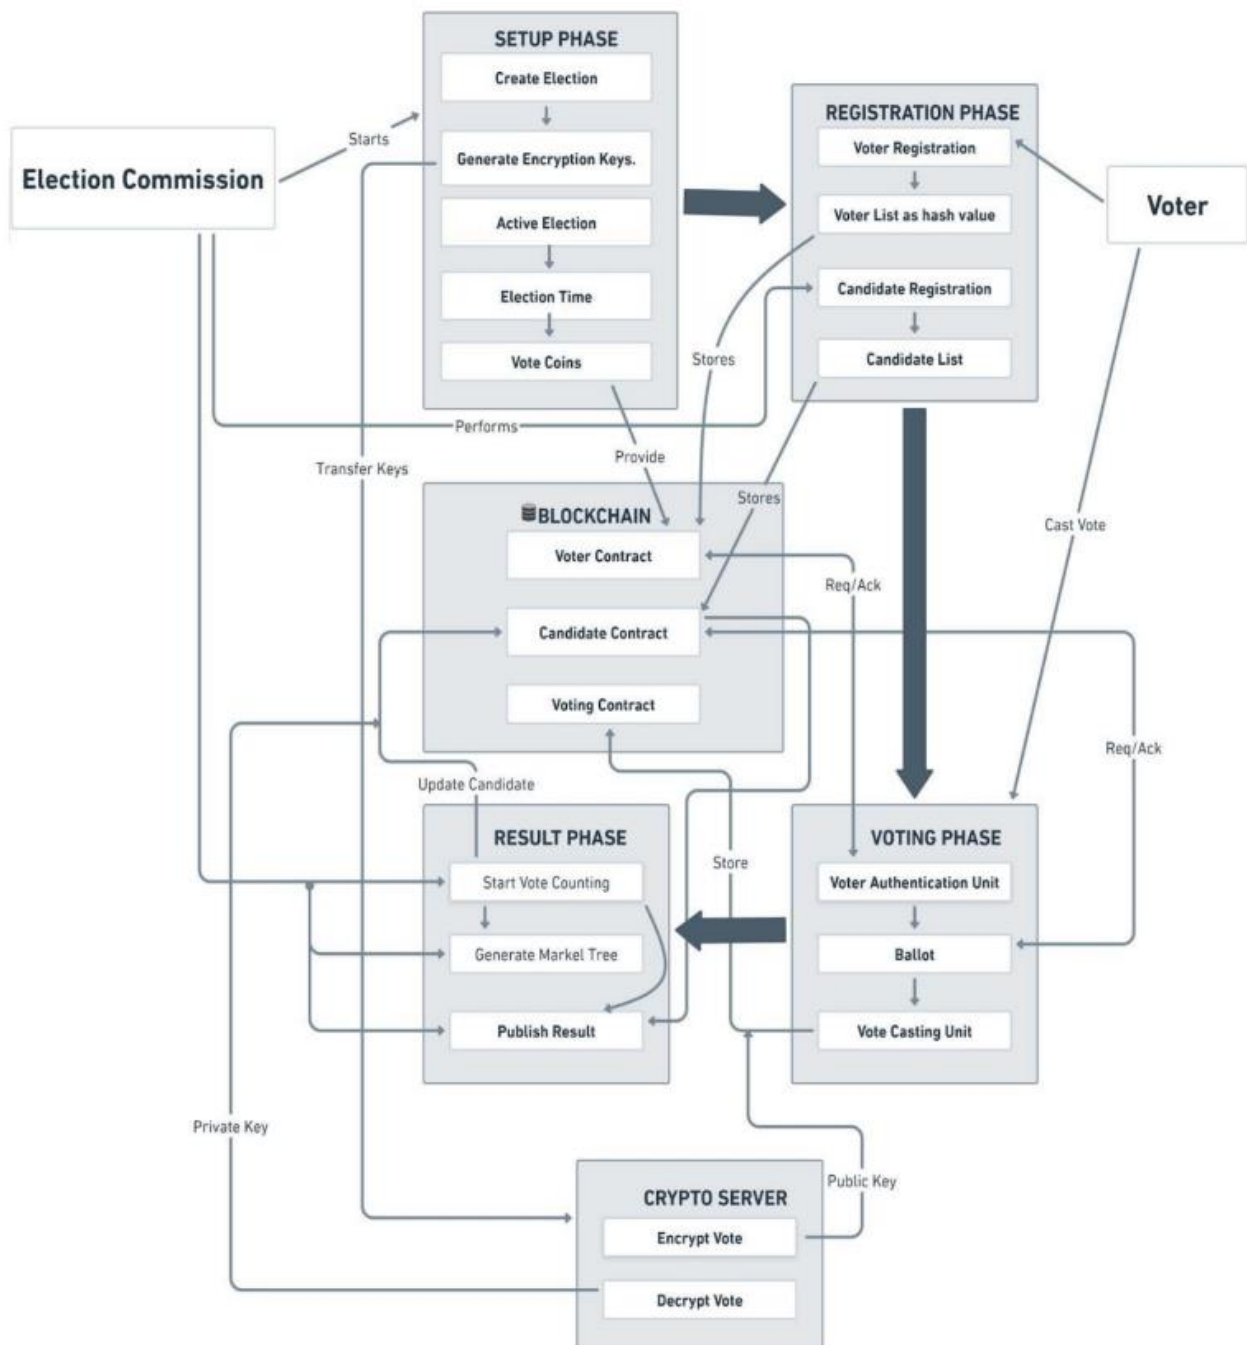 SETUP PHASE
Create Election
Generate Encryption Keys.
Active Election
Election Time
Vote Coins
REGISTRATION PHASE
Voter Registration
Voter List as hash value
Candidate Registration
Candidate List
Election Commission
Starts
Voter
Stores
Performs
Provide
Transfer Keys
Stores
Cast Vote
BLOCKCHAIN
Voter Contract
Candidate Contract
Voting Contract
Req/Ack
Req/Ack
Update Candidate
RESULT PHASE
Start Vote Counting
Generate Markel Tree
Publish Result
Store
VOTING PHASE
Voter Authentication Unit
Ballot
Vote Casting Unit
Private Key
Public Key
CRYPTO SERVER
Encrypt Vote
Decrypt Vote